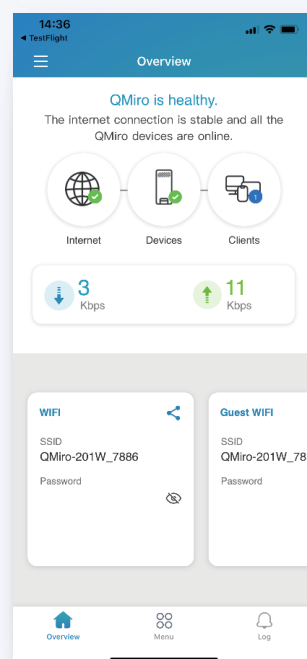 14:36
◀ TestFlight
Overview
QMiro is healthy.
The internet connection is stable and all the
QMiro devices are online.
Internet
Devices
Clients
1
3
Kbps
11
Kbps
WIFI
Guest WIFI
SSID
SSID
QMiro-201W_7886
QMiro-201W_78
Password
Password
Overview
Menu
Log